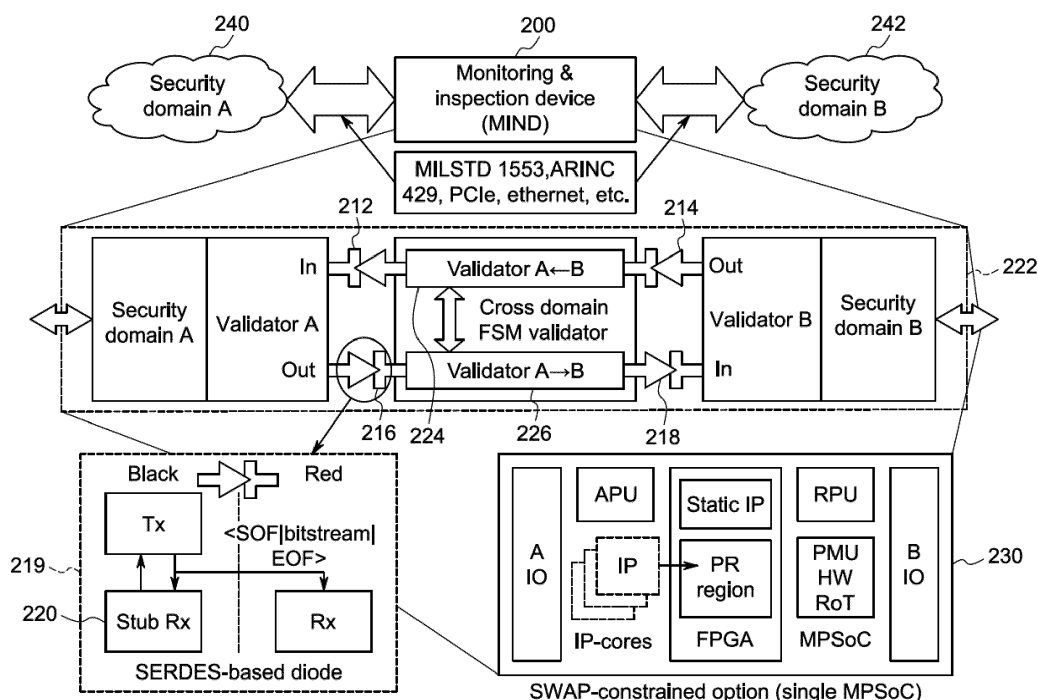 240
200
242
Security
domain A
Monitoring &
inspection device
(MIND)
Security
domain B
MILSTD 1553,ARINC
429, PCIe, ethernet, etc.
212
214
222
In
Validator A←B
Out
Security
domain A
Validator A
Cross domain
FSM validator
Validator B
Security
domain B
Out
Validator A→B
In
216
224
226
218
Black
Red
Tx
<SOF|bitstream|
EOF>
219
220
Stub Rx
Rx
SERDES-based diode
A
IO
APU
Static IP
RPU
B
IO
IP
PR
region
PMU
HW
RoT
230
IP-cores
FPGA
MPSoC
SWAP-constrained option (single MPSoC)